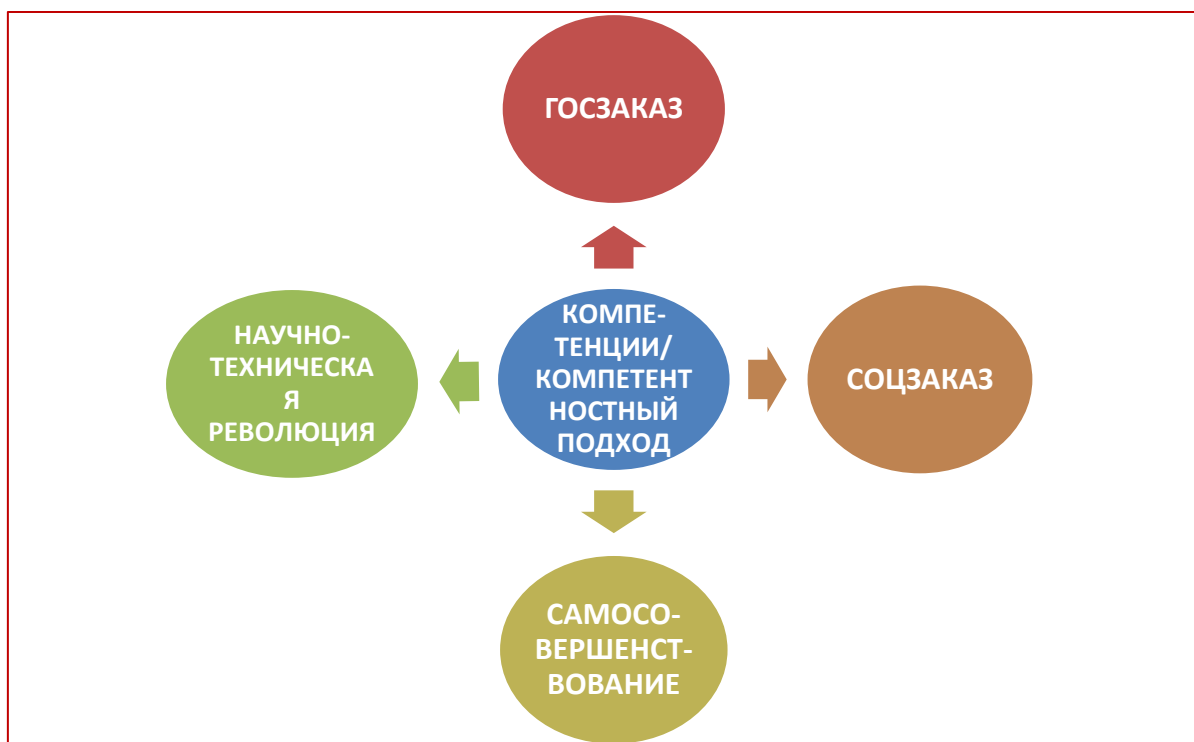 ГОСЗАКАЗ
НАУЧНО-
ТЕХНИЧЕСКА
Я
РЕВОЛЮЦИЯ
КОМПЕ-
ТЕНЦИИ/
КОМПЕТЕНТ
НОСТНЫЙ
ПОДХОД
СОЦЗАКАЗ
САМОСО-
ВЕРШЕНСТ-
ВОВАНИЕ